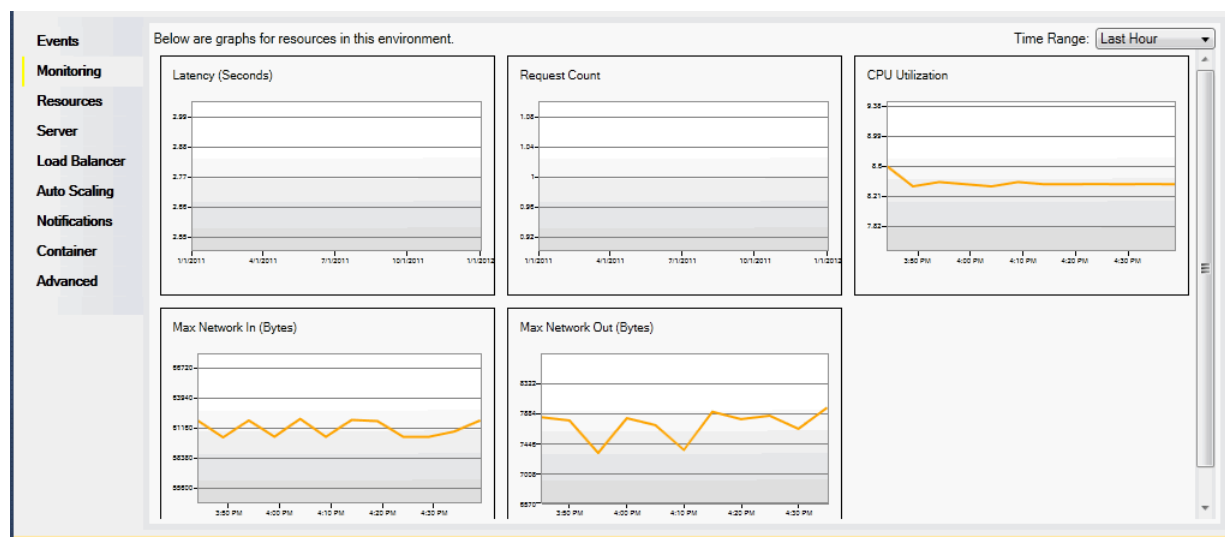 Events
Monitoring
Resources
Server
Load Balancer
Auto Scaling
Notifications
Container
Advanced
Below are graphs for resources in this environment.
Time Range: Last Hour
Latency (Seconds)
2.99
2.88
2.77
2.66
2.55
1/1/2011 4/1/2011 7/1/2011 10/1/2011 1/1/2012
Request Count
1.08
1.04
1
0.96
0.92
1/1/2011 4/1/2011 7/1/2011 10/1/2011 1/1/2012
CPU Utilization
9.38
8.99
8.6
8.21
7.82
3:50 PM 4:00 PM 4:10 PM 4:20 PM 4:30 PM
Max Network In (Bytes)
3:50 PM 4:00 PM 4:10 PM 4:20 PM 4:30 PM
Max Network Out (Bytes)
8322
7884
7446
7008
6570
3:50 PM 4:00 PM 4:10 PM 4:20 PM 4:30 PM